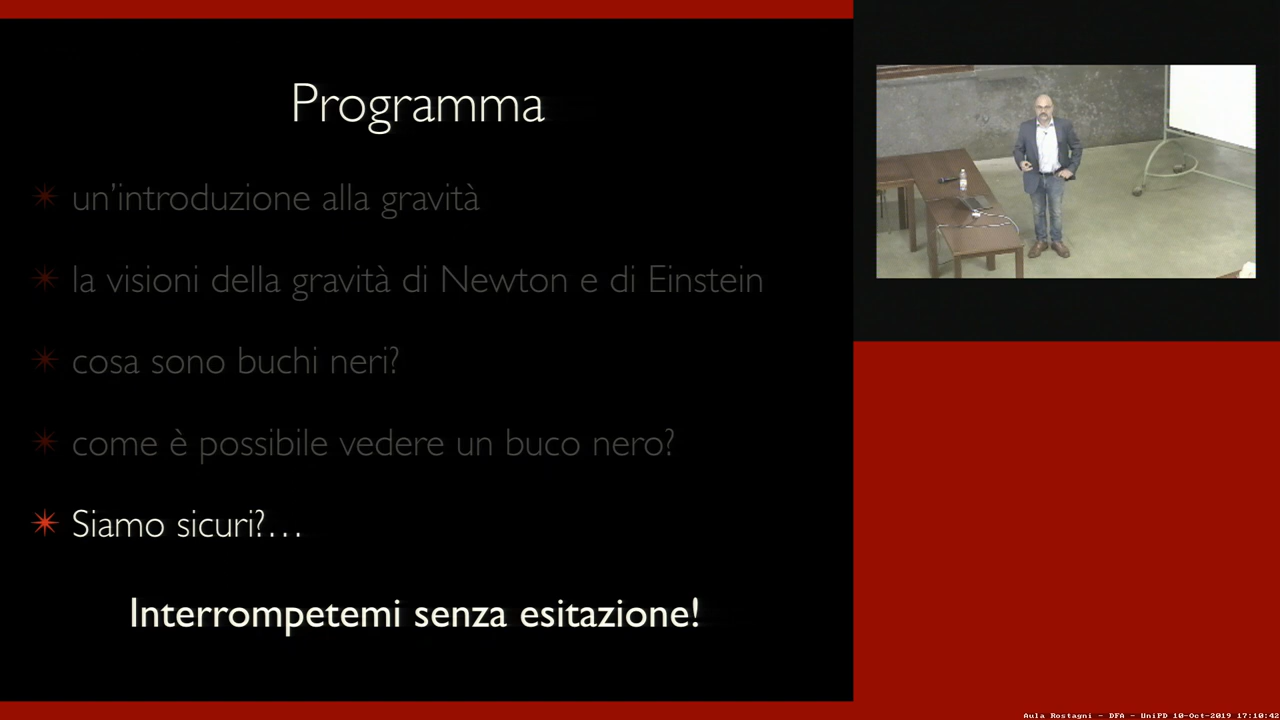 Programma
un'introduzione alla gravità
la visioni della gravità di Newton e di Einstein
cosa sono buchi neri?
come è possibile vedere un buco nero?
Siamo sicuri?...
Interrompetemi senza esitazione!
Aula Rostagni - DFA - UniPD 10-Oct-2019 17:10:42